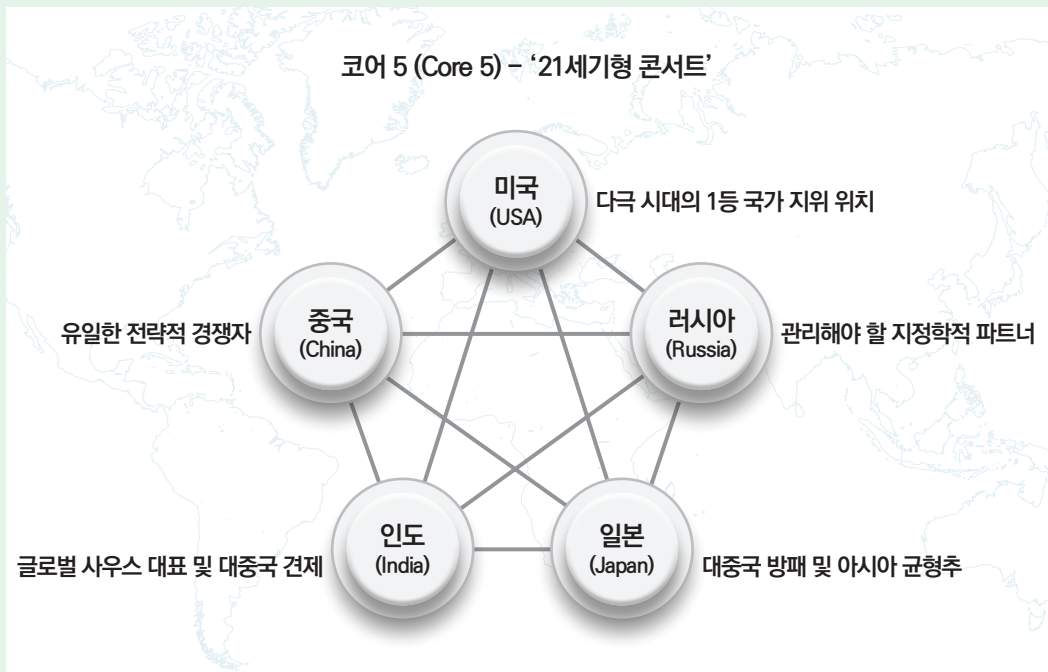 코어 5 (Core 5) – ‘21세기형 콘서트’
미국
(USA)
다극 시대의 1등 국가 지위 위치
중국
(China)
유일한 전략적 경쟁자
러시아
(Russia)
관리해야 할 지정학적 파트너
인도
(India)
글로벌 사우스 대표 및 대중국 견제
일본
(Japan)
대중국 방패 및 아시아 균형추